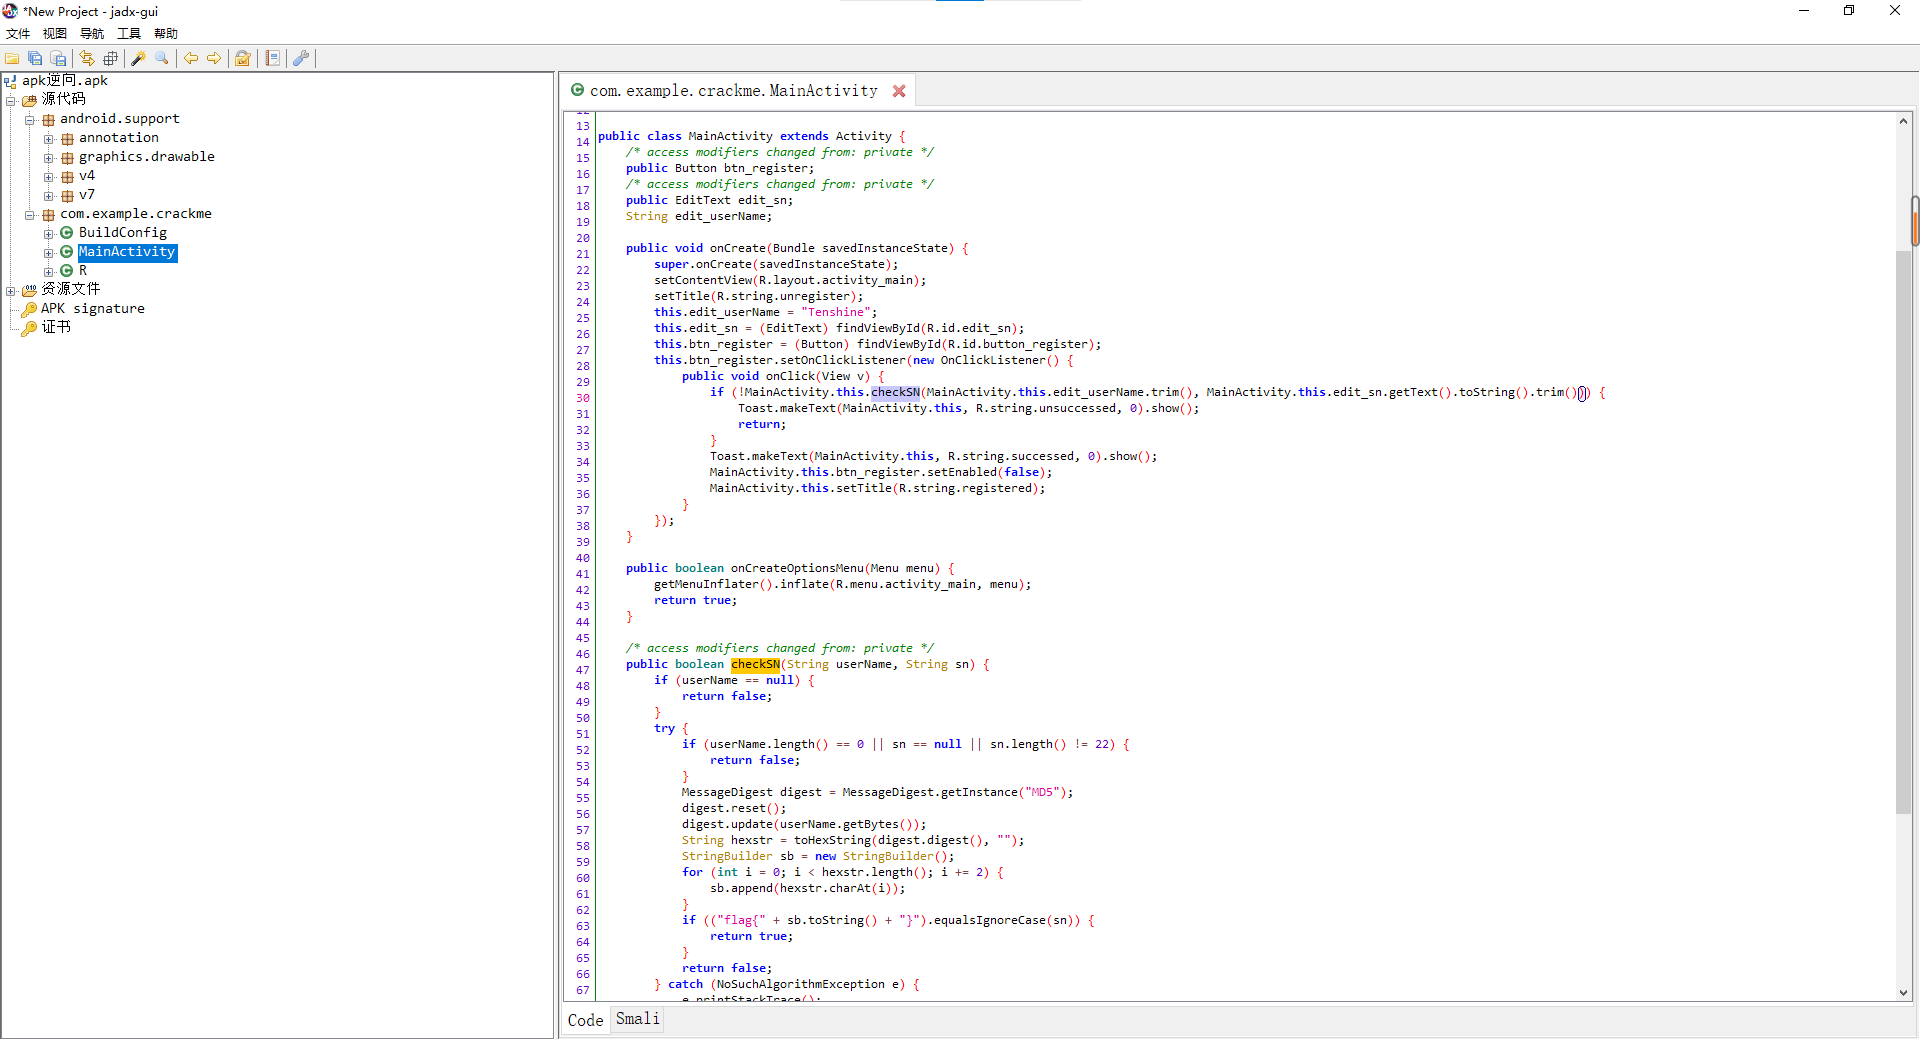 *New Project - jadx-gui
文件 视图 导航 工具 帮助
apk逆向.apk
源代码
android.support
annotation
graphics.drawable
v4
v7
com.example.crackme
BuildConfig
MainActivity
R
资源文件
APK signature
证书
com.example.crackme.MainActivity
13
14 public class MainActivity extends Activity {
15 /* access modifiers changed from: private */
16 public Button btn_register;
17 /* access modifiers changed from: private */
18 public EditText edit_sn;
19 String edit_userName;
20
21 public void onCreate(Bundle savedInstanceState) {
22 super.onCreate(savedInstanceState);
23 setContentView(R.layout.activity_main);
24 setTitle(R.string.unregister);
25 this.edit_userName = "Tenshine";
26 this.edit_sn = (EditText) findViewById(R.id.edit_sn);
27 this.btn_register = (Button) findViewById(R.id.button_register);
28 this.btn_register.setOnClickListener(new OnClickListener() {
29 public void onClick(View v) {
30 if (!MainActivity.this.checkSN(MainActivity.this.edit_userName.trim(), MainActivity.this.edit_sn.getText().toString().trim())) {
31 Toast.makeText(MainActivity.this, R.string.unsuccessed, 0).show();
32 return;
33 }
34 Toast.makeText(MainActivity.this, R.string.successed, 0).show();
35 MainActivity.this.btn_register.setEnabled(false);
36 MainActivity.this.setTitle(R.string.registered);
37 }
38 });
39 }
40
41 public boolean onCreateOptionsMenu(Menu menu) {
42 getMenuInflater().inflate(R.menu.activity_main, menu);
43 return true;
44 }
45
46 /* access modifiers changed from: private */
47 public boolean checkSN(String userName, String sn) {
48 if (userName == null) {
49 return false;
50 }
51 try {
52 if (userName.length() == 0 || sn == null || sn.length() != 22) {
53 return false;
54 }
55 MessageDigest digest = MessageDigest.getInstance("MD5");
56 digest.reset();
57 digest.update(userName.getBytes());
58 String hexstr = toHexString(digest.digest(), "");
59 StringBuilder sb = new StringBuilder();
60 for (int i = 0; i < hexstr.length(); i += 2) {
61 sb.append(hexstr.charAt(i));
62 }
63 if (("flag{" + sb.toString() + "}").equalsIgnoreCase(sn)) {
64 return true;
65 }
66 return false;
67 } catch (NoSuchAlgorithmException e) {
e.printStackTrace();
Code Smali